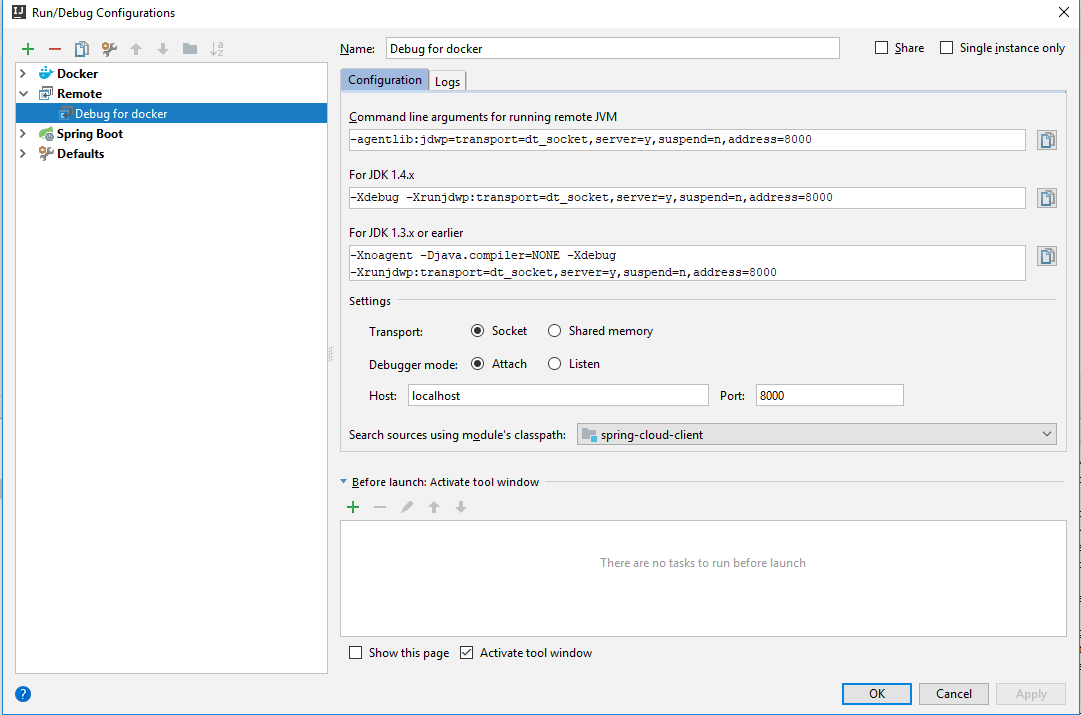 Run/Debug Configurations
Name: Debug for docker Share Single instance only
Docker
Remote
Debug for docker
Spring Boot
Defaults
Configuration Logs
Command line arguments for running remote JVM
-agentlib:jdwp=transport=dt_socket,server=y,suspend=n,address=8000
For JDK 1.4.x
-Xdebug -Xrunjdwp:transport=dt_socket,server=y,suspend=n,address=8000
For JDK 1.3.x or earlier
-Xnoagent -Djava.compiler=NONE -Xdebug
-Xrunjdwp:transport=dt_socket,server=y,suspend=n,address=8000
Settings
Transport: Socket Shared memory
Debugger mode: Attach Listen
Host: localhost Port: 8000
Search sources using module's classpath: spring-cloud-client
Before launch: Activate tool window
There are no tasks to run before launch
Show this page Activate tool window
OK Cancel Apply